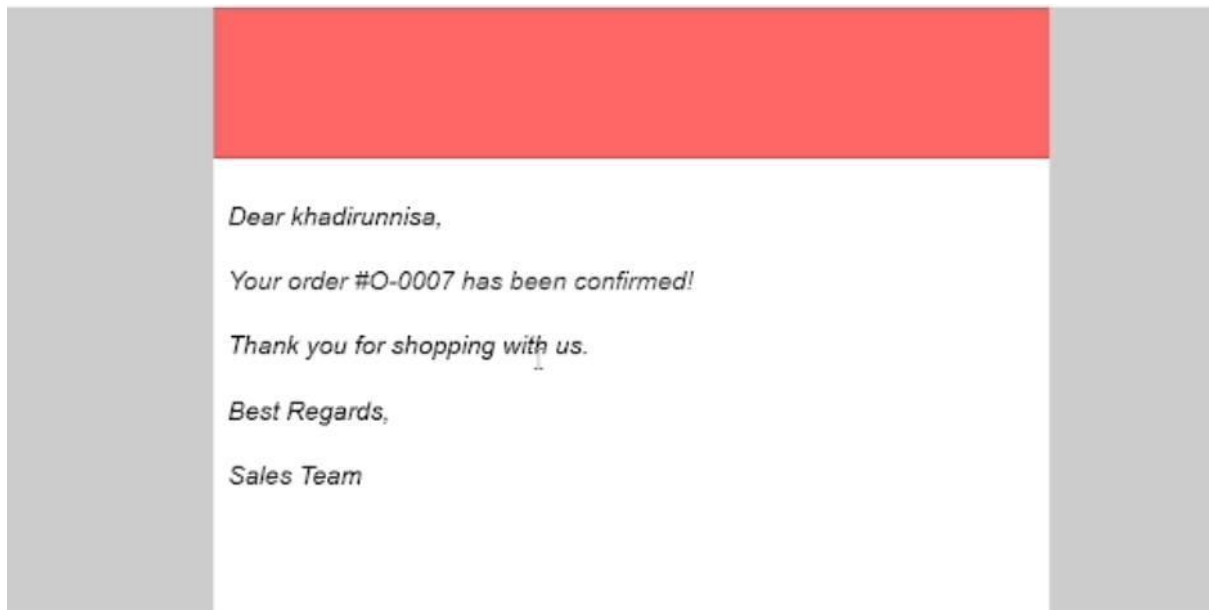 Dear khadirunnisa,
Your order #O-0007 has been confirmed!
Thank you for shopping with us.
Best Regards,
Sales Team